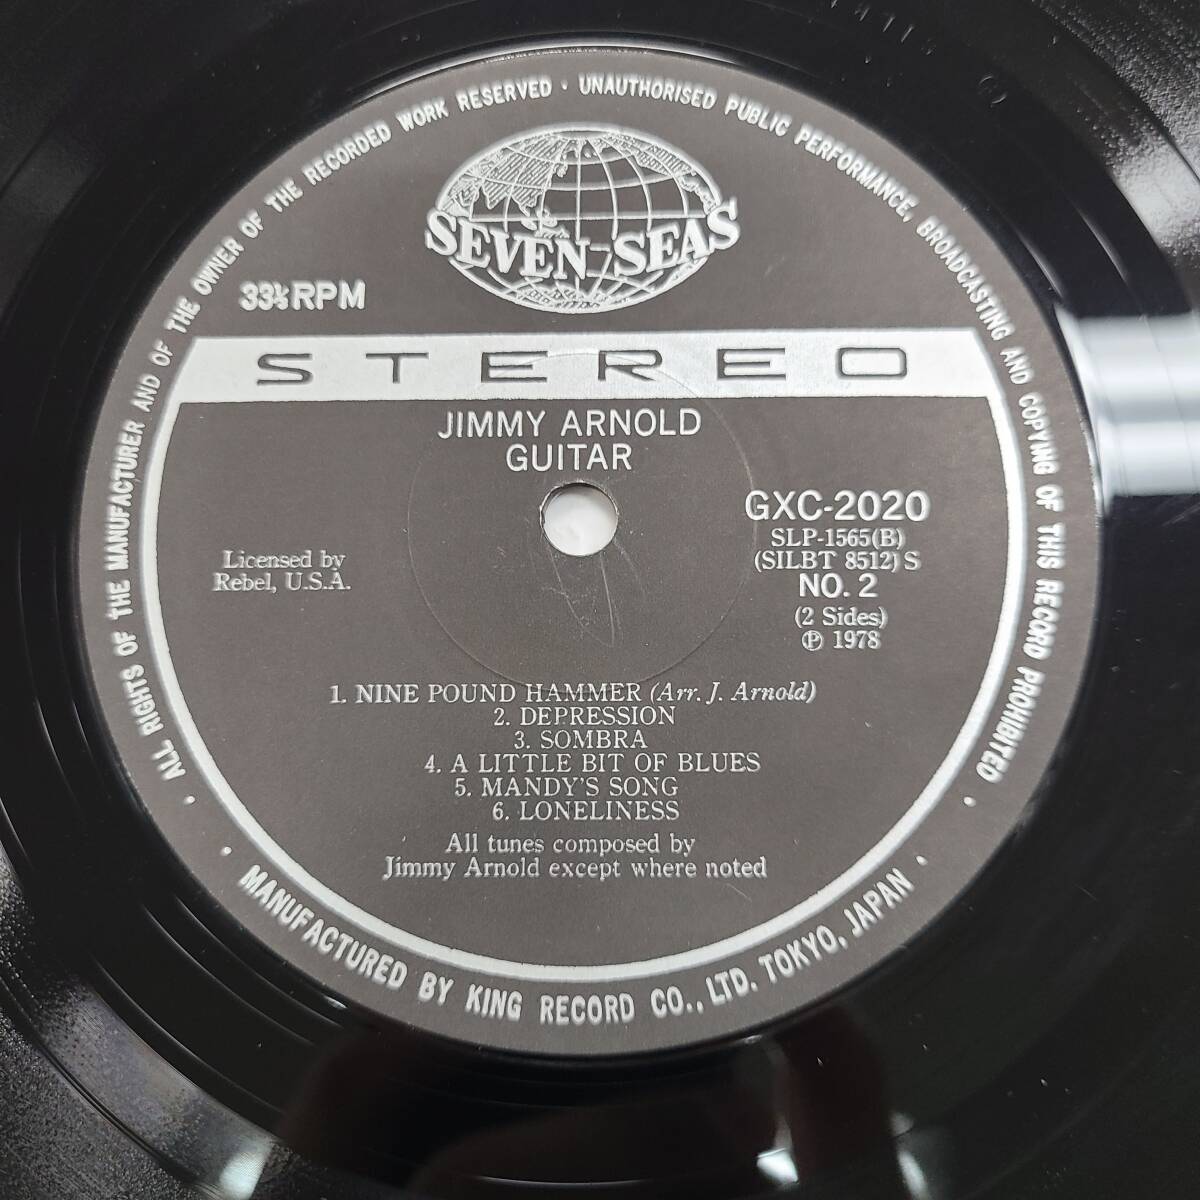 ALL RIGHTS OF THE MANUFACTURER AND OF THE OWNER OF THE RECORDED WORK RESERVED · UNAUTHORISED PUBLIC PERFORMANCE, BROADCASTING AND COPYING OF THIS RECORD PROHIBITED ·
SEVEN SEAS
33⅓ RPM
STEREO
JIMMY ARNOLD
GUITAR
GXC-2020
SLP-1565(B)
(SILBT 8512) S
NO. 2
(2 Sides)
℗ 1978
Licensed by
Rebel, U.S.A.
1. NINE POUND HAMMER (Arr. J. Arnold)
2. DEPRESSION
3. SOMBRA
4. A LITTLE BIT OF BLUES
5. MANDY'S SONG
6. LONELINESS
All tunes composed by
Jimmy Arnold except where noted
· MANUFACTURED BY KING RECORD CO., LTD. TOKYO, JAPAN ·